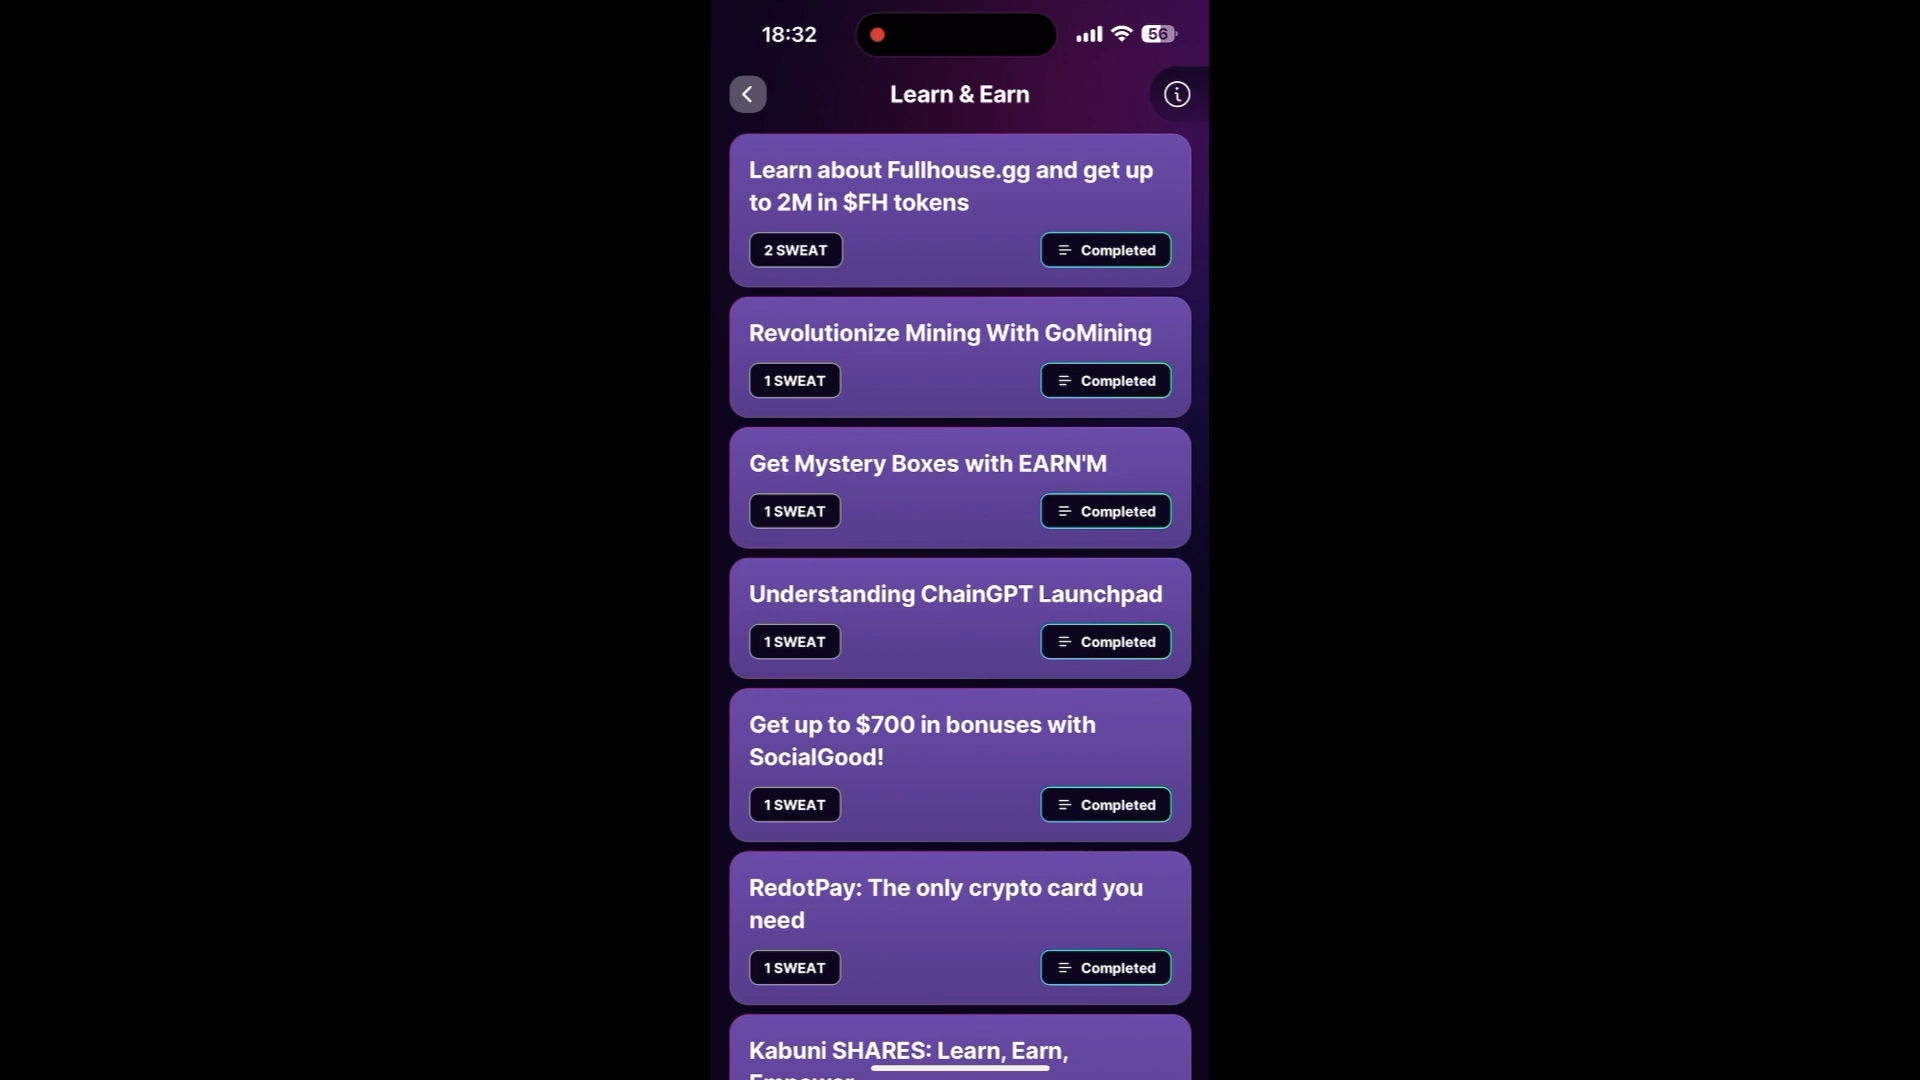 18:32
56
Learn & Earn
Learn about Fullhouse.gg and get up
to 2M in $FH tokens
2 SWEAT
Completed
Revolutionize Mining With GoMining
1 SWEAT
Completed
Get Mystery Boxes with EARN'M
1 SWEAT
Completed
Understanding ChainGPT Launchpad
1 SWEAT
Completed
Get up to $700 in bonuses with
SocialGood!
1 SWEAT
Completed
RedotPay: The only crypto card you
need
1 SWEAT
Completed
Kabuni SHARES: Learn, Earn,
Empower